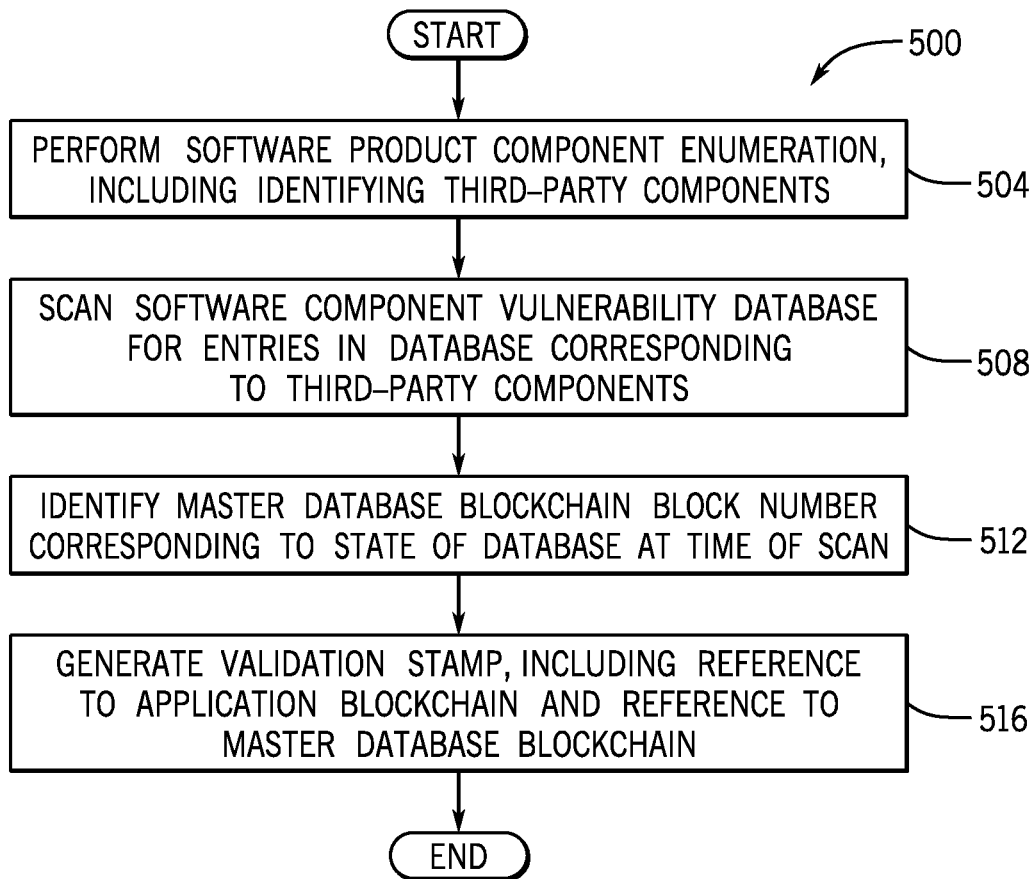 START
500
PERFORM SOFTWARE PRODUCT COMPONENT ENUMERATION,
INCLUDING IDENTIFYING THIRD–PARTY COMPONENTS
504
SCAN SOFTWARE COMPONENT VULNERABILITY DATABASE
FOR ENTRIES IN DATABASE CORRESPONDING
TO THIRD–PARTY COMPONENTS
508
IDENTIFY MASTER DATABASE BLOCKCHAIN BLOCK NUMBER
CORRESPONDING TO STATE OF DATABASE AT TIME OF SCAN
512
GENERATE VALIDATION STAMP, INCLUDING REFERENCE
TO APPLICATION BLOCKCHAIN AND REFERENCE TO
MASTER DATABASE BLOCKCHAIN
516
END